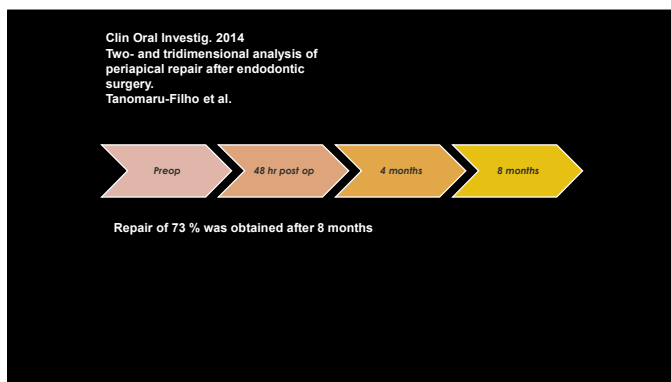 Clin Oral Investig. 2014
Two- and tridimensional analysis of
periapical repair after endodontic
surgery.
Tanomaru-Filho et al.
Preop
48 hr post op
4 months
8 months
Repair of 73 % was obtained after 8 months